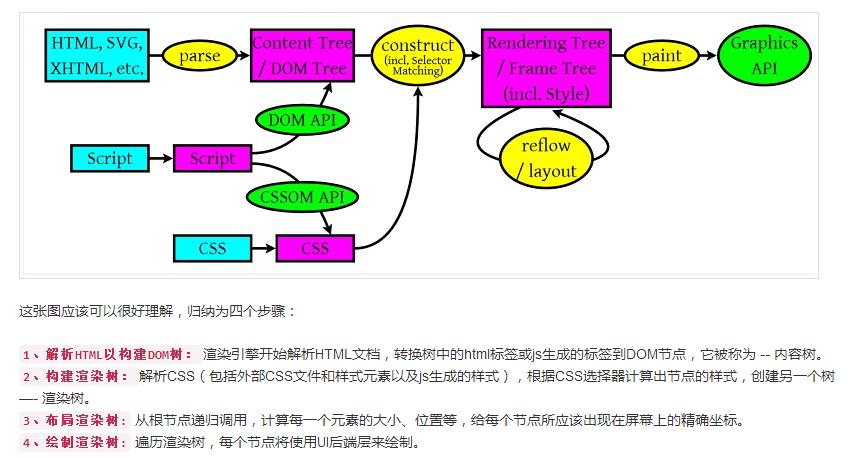 HTML, SVG,
XHTML, etc.
parse
Content Tree
/ DOM Tree
construct
(incl. Selector
Matching)
Rendering Tree
/ Frame Tree
(incl. Style)
paint
Graphics
API
DOM API
reflow
/ layout
Script
Script
CSSOM API
CSS
CSS
这张图应该可以很好理解，归纳为四个步骤：
1、解析HTML以构建DOM树： 渲染引擎开始解析HTML文档，转换树中的html标签或js生成的标签到DOM节点，它被称为 -- 内容树。
2、构建渲染树： 解析CSS（包括外部CSS文件和样式元素以及js生成的样式），根据CSS选择器计算出节点的样式，创建另一个树
—- 渲染树。
3、布局渲染树: 从根节点递归调用，计算每一个元素的大小、位置等，给每个节点所应该出现在屏幕上的精确坐标。
4、绘制渲染树: 遍历渲染树，每个节点将使用UI后端层来绘制。